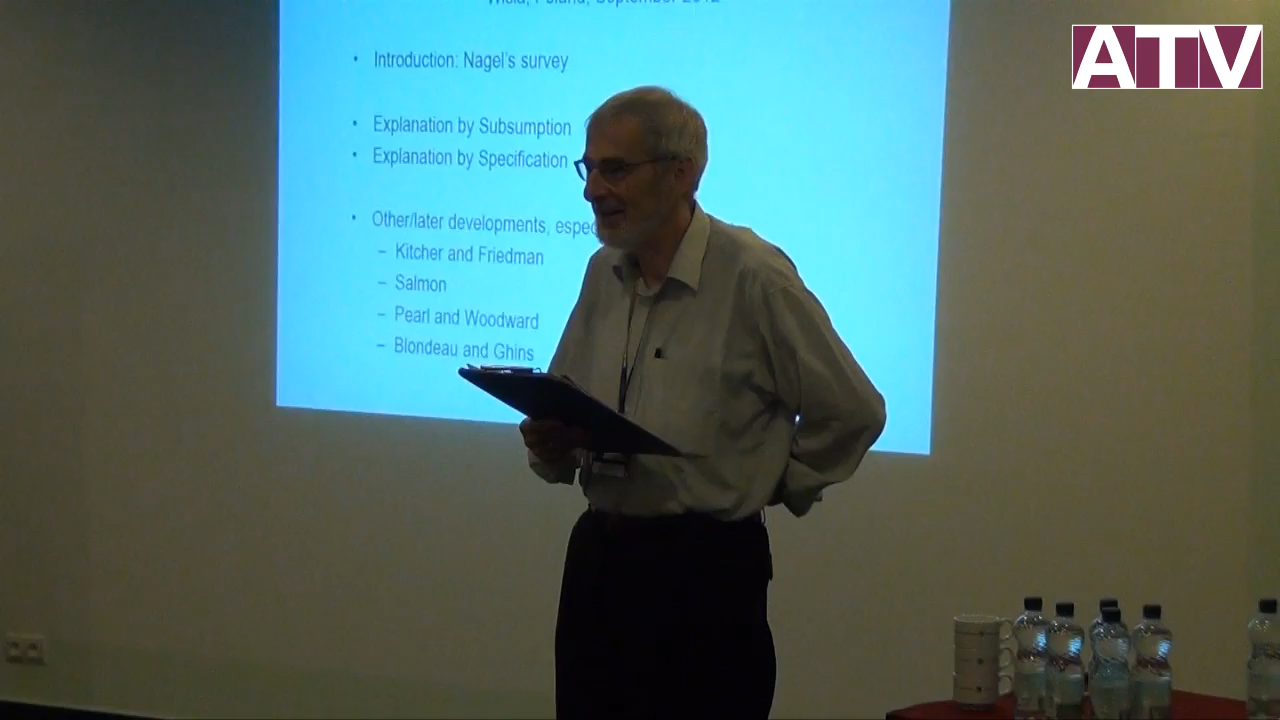 ATV
Wisła, Poland, September 2012
• Introduction: Nagel's survey
• Explanation by Subsumption
• Explanation by Specification
• Other/later developments, espec
– Kitcher and Friedman
– Salmon
– Pearl and Woodward
– Blondeau and Ghins